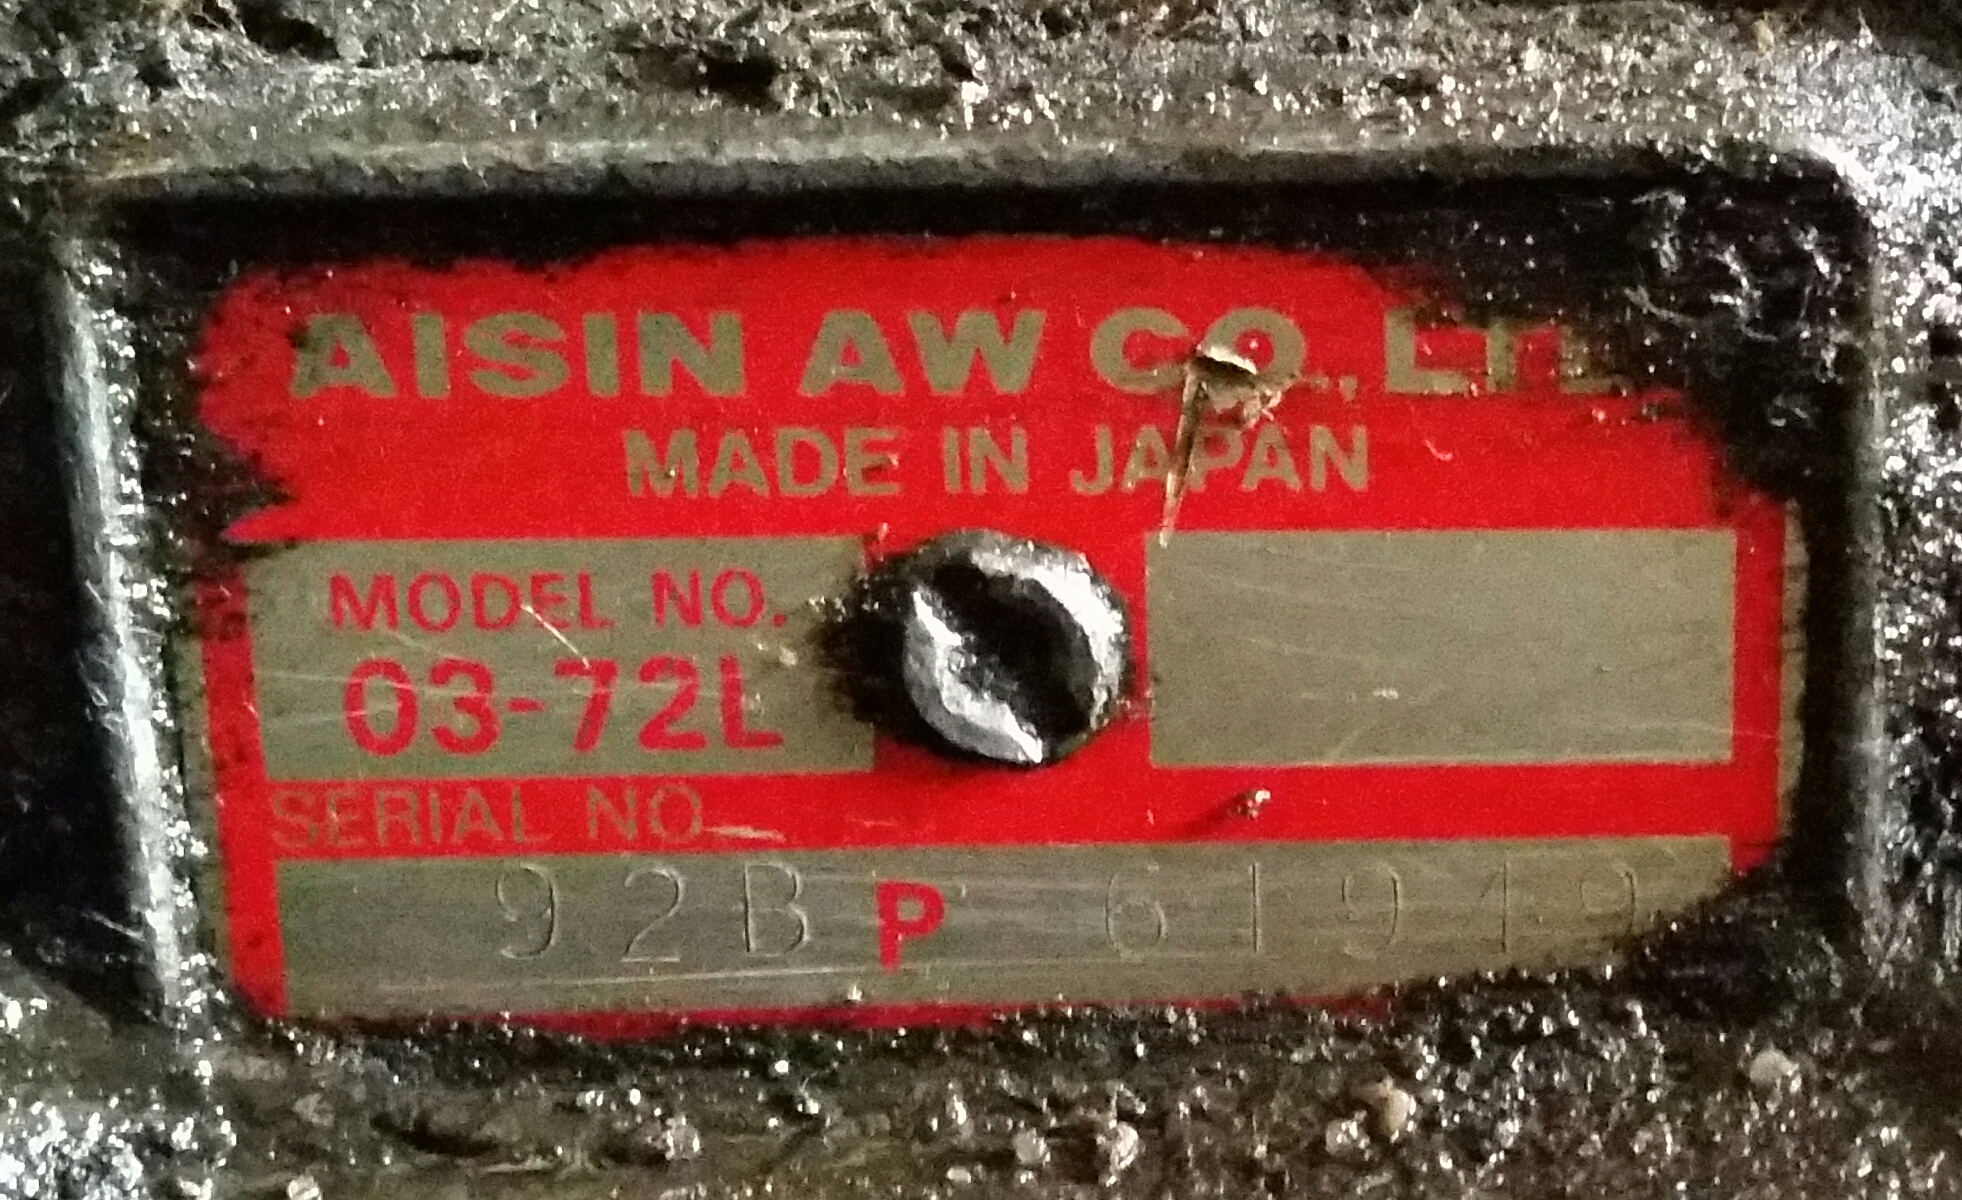 AISIN AW CO., LTD.
MADE IN JAPAN
MODEL NO.
03-72L
SERIAL NO.
92B P 61919